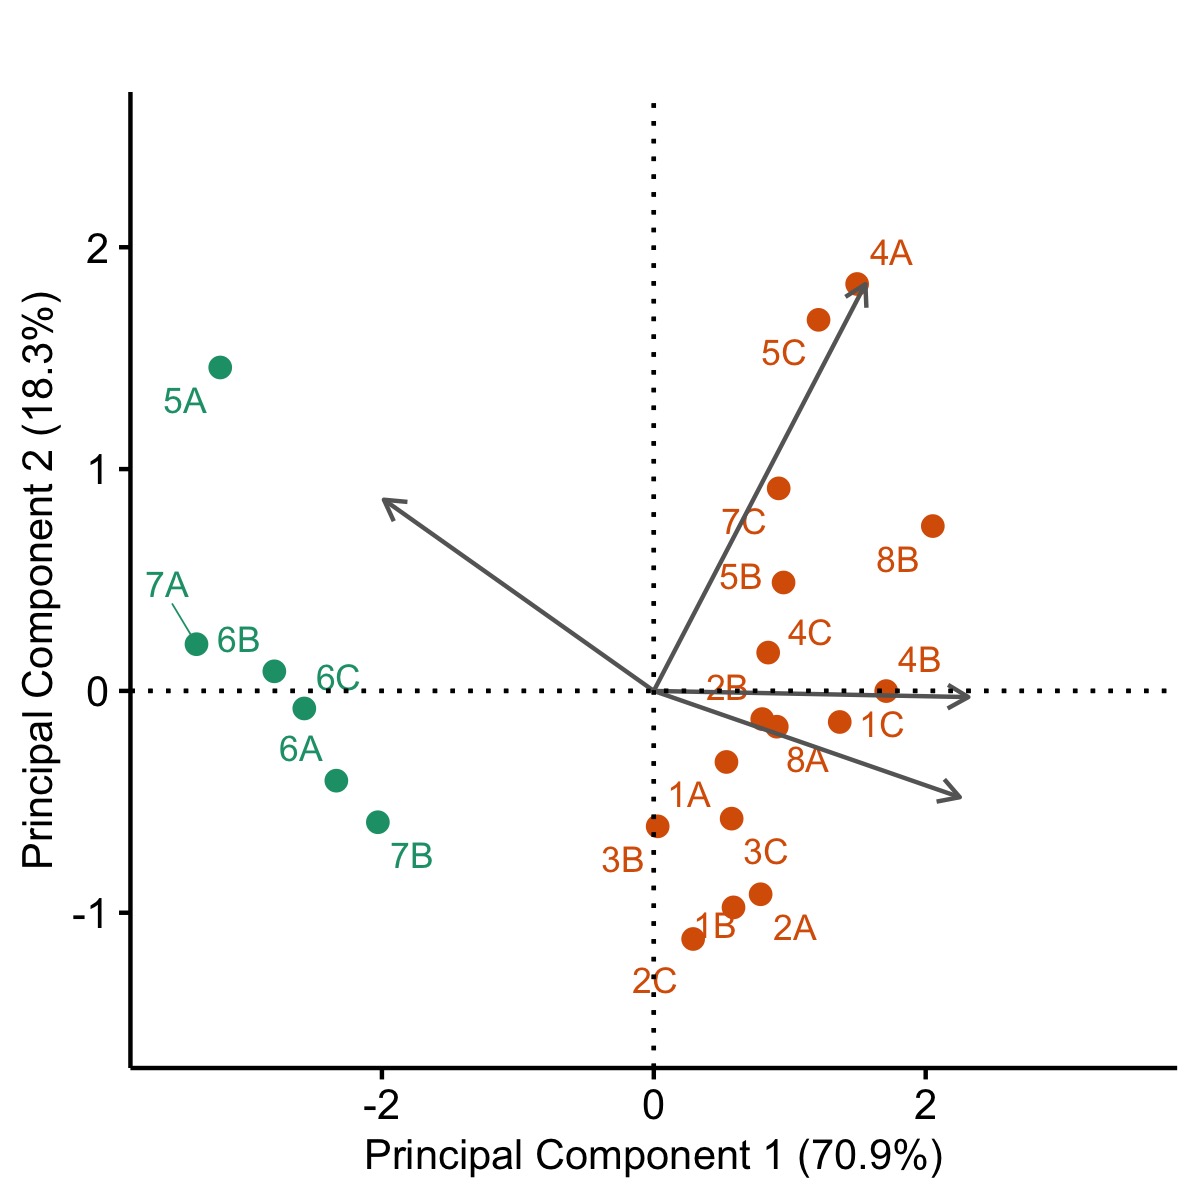 4A
2
5C
5A
1
7C
8B
5B
7A
6B
4C
4B
6C
2B
0
1C
6A
8A
1A
7B
3B
3C
-1
1B
2A
2C
-2
0
2
Principal Component 1 (70.9%)
Principal Component 2 (18.3%)